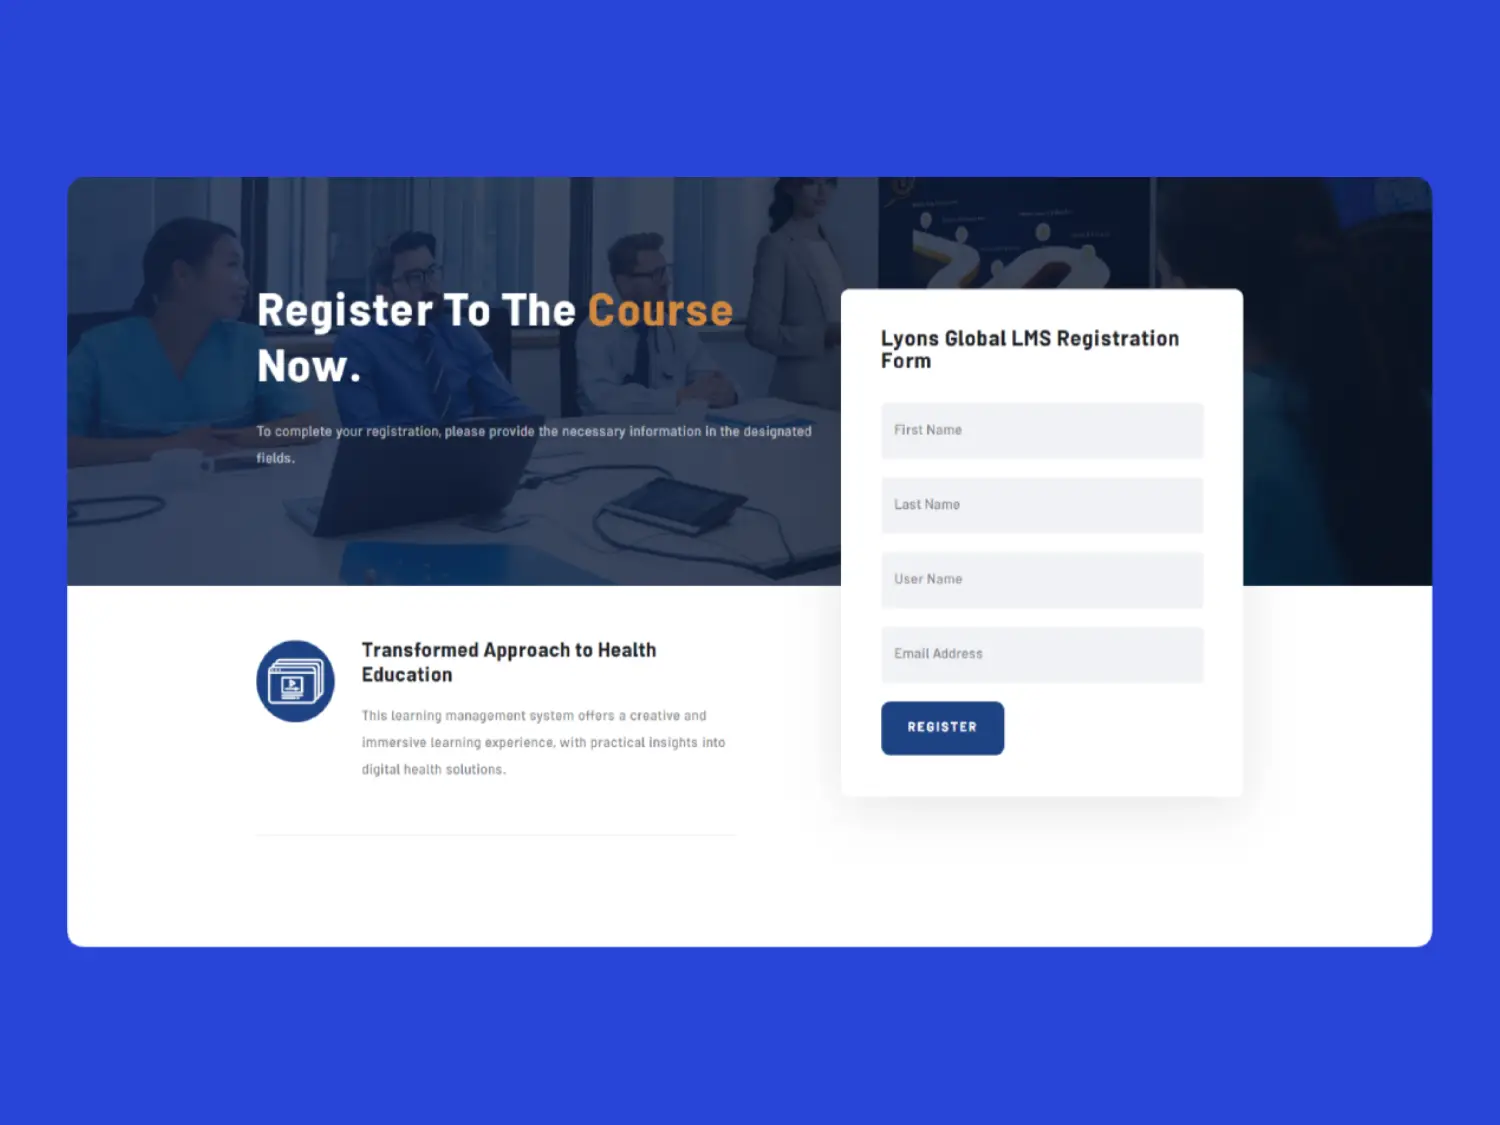 Register To The Course
Now.
To complete your registration, please provide the necessary information in the designated
fields.
Lyons Global LMS Registration
Form
First Name
Last Name
User Name
Email Address
REGISTER
Transformed Approach to Health
Education
This learning management system offers a creative and
immersive learning experience, with practical insights into
digital health solutions.